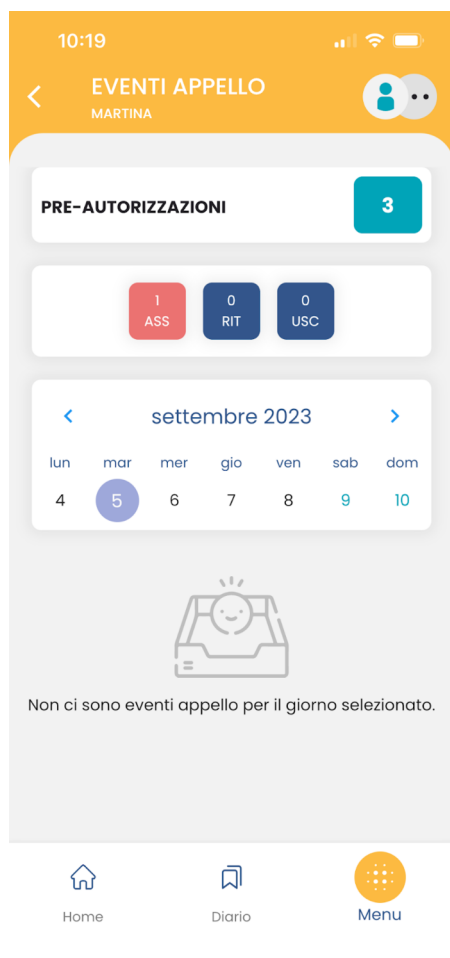 10:19
EVENTI APPELLO
MARTINA
PRE-AUTORIZZAZIONI 3
1 0 0
ASS RIT USC
settembre 2023
lun mar mer gio ven sab dom
4 5 6 7 8 9 10
Non ci sono eventi appello per il giorno selezionato.
Home Diario Menu